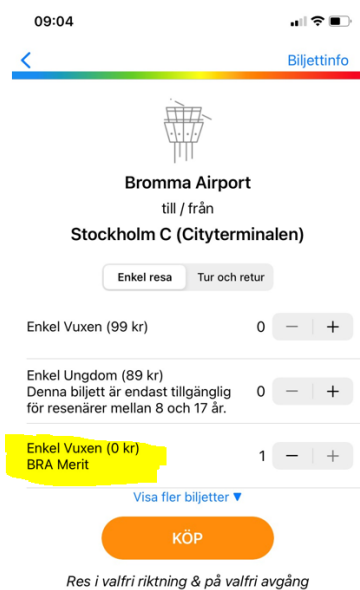 09:04
Biljettinfo
Bromma Airport
till / från
Stockholm C (Cityterminalen)
Enkel resa Tur och retur
Enkel Vuxen (99 kr) 0 − +
Enkel Ungdom (89 kr)
Denna biljett är endast tillgänglig 0 − +
för resenärer mellan 8 och 17 år.
Enkel Vuxen (0 kr)
BRA Merit 1 − +
Visa fler biljetter ▼
KÖP
Res i valfri riktning & på valfri avgång